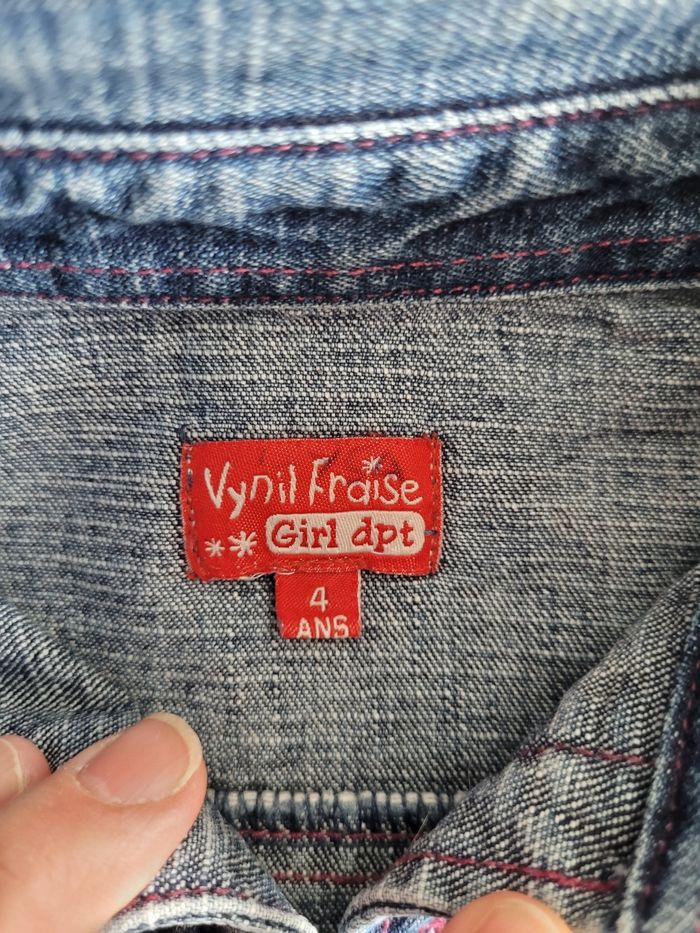 Vynil Fraise
Girl dpt
4
ANS